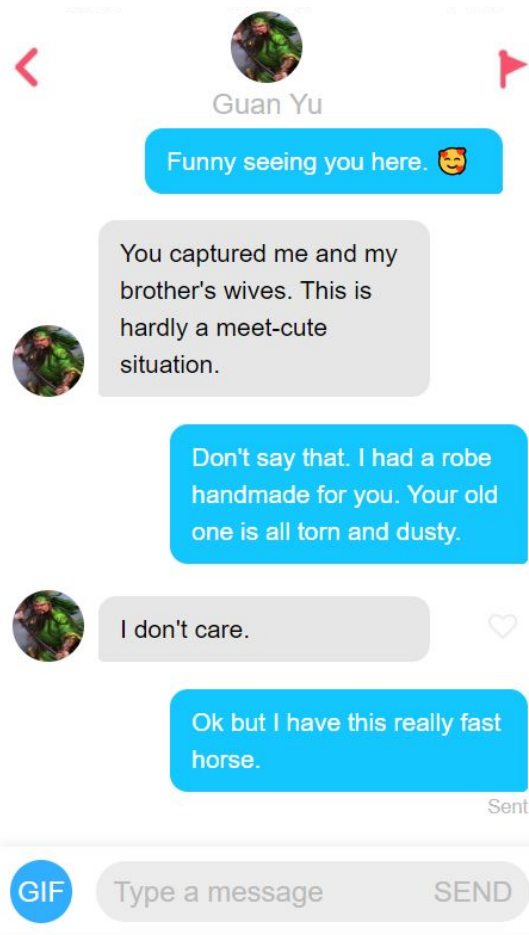 Guan Yu
Funny seeing you here. 🥰
You captured me and my
brother's wives. This is
hardly a meet-cute
situation.
Don't say that. I had a robe
handmade for you. Your old
one is all torn and dusty.
I don't care.
Ok but I have this really fast
horse.
Sent
GIF
Type a message
SEND